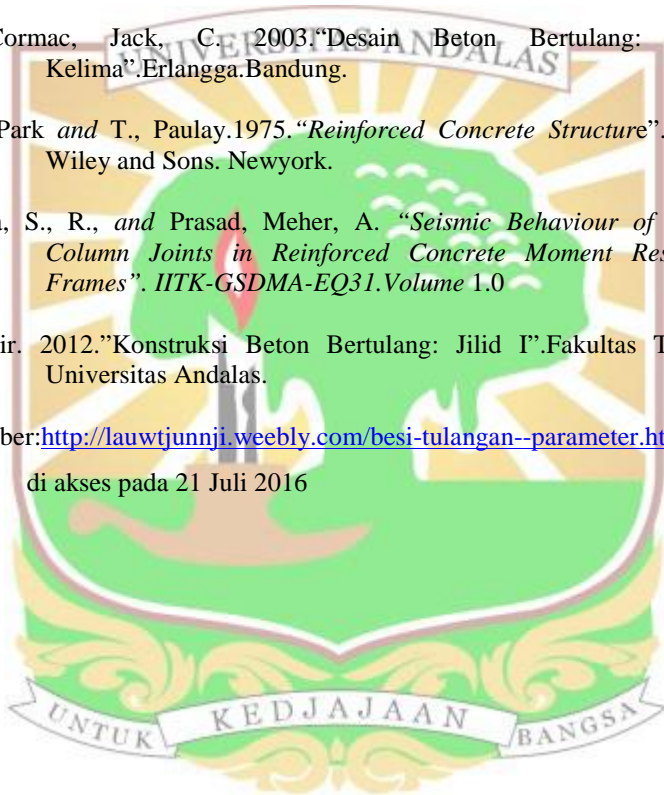 Cormac, Jack, C. 2003.“Desain Beton Bertulang:
Kelima”.Erlangga.Bandung.
Park and T., Paulay.1975.“Reinforced Concrete Structure”.
Wiley and Sons. Newyork.
S., R., and Prasad, Meher, A. “Seismic Behaviour of
Column Joints in Reinforced Concrete Moment Res
Frames”. IITK-GSDMA-EQ31.Volume 1.0
ir. 2012.”Konstruksi Beton Bertulang: Jilid I”.Fakultas T
Universitas Andalas.
ber:http://lauwtjunnji.weebly.com/besi-tulangan--parameter.ht
di akses pada 21 Juli 2016
UNIVERSITAS ANDALAS
UNTUK KEDJAJAAN BANGSA